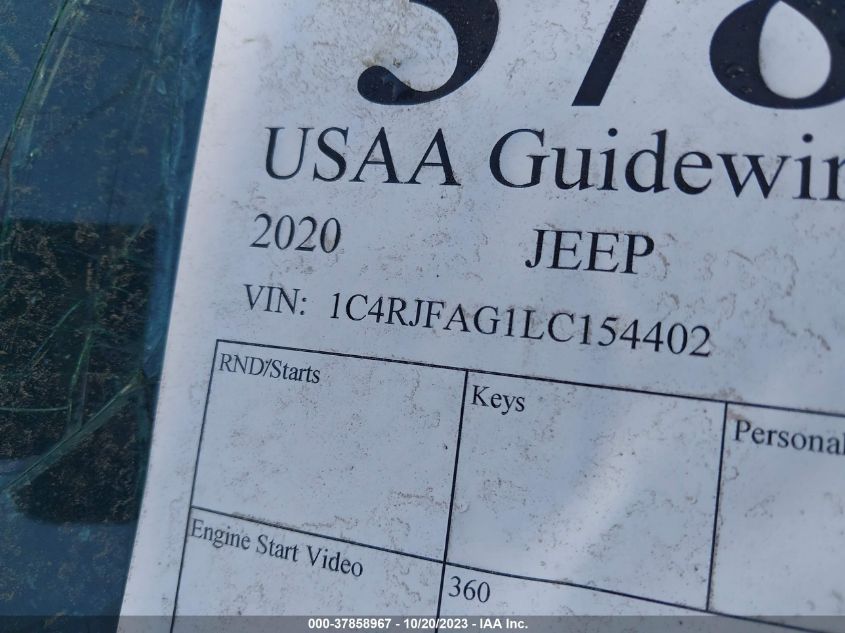 378
USAA Guidewir
2020 JEEP
VIN: 1C4RJFAG1LC154402
RND/Starts Keys Personal
Engine Start Video 360
000-37858967 - 10/20/2023 - IAA Inc.